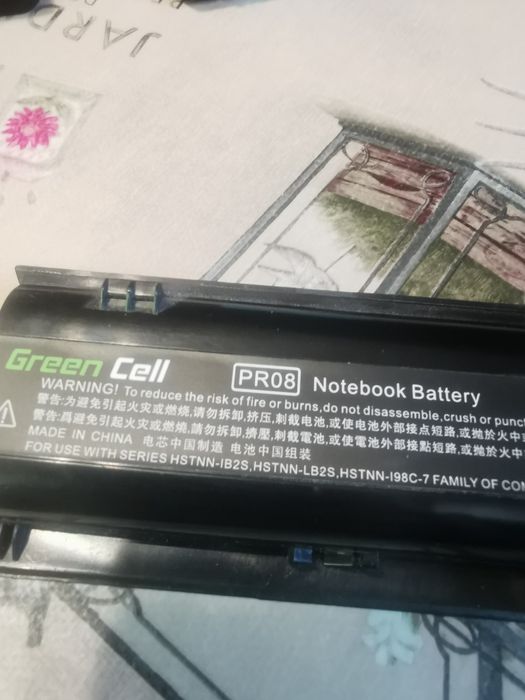 JARD
Green Cell PR08 Notebook Battery
WARNING! To reduce the risk of fire or burns,do not disassemble,crush or
警告:为避免引起火灾或燃烧,请勿拆卸,挤压,刺截电池,或使电池外部接点短路,或抛於火中
警告:爲避免引起火灾或燃燒,請勿拆卸,擠壓,刺截電池,或使電池外部接點短路,或抛於火中
MADE IN CHINA 电芯中国制造 电池中国组装
FOR USE WITH SERIES HSTNN-IB2S,HSTNN-LB2S,HSTNN-I98C-7 FAMILY OF